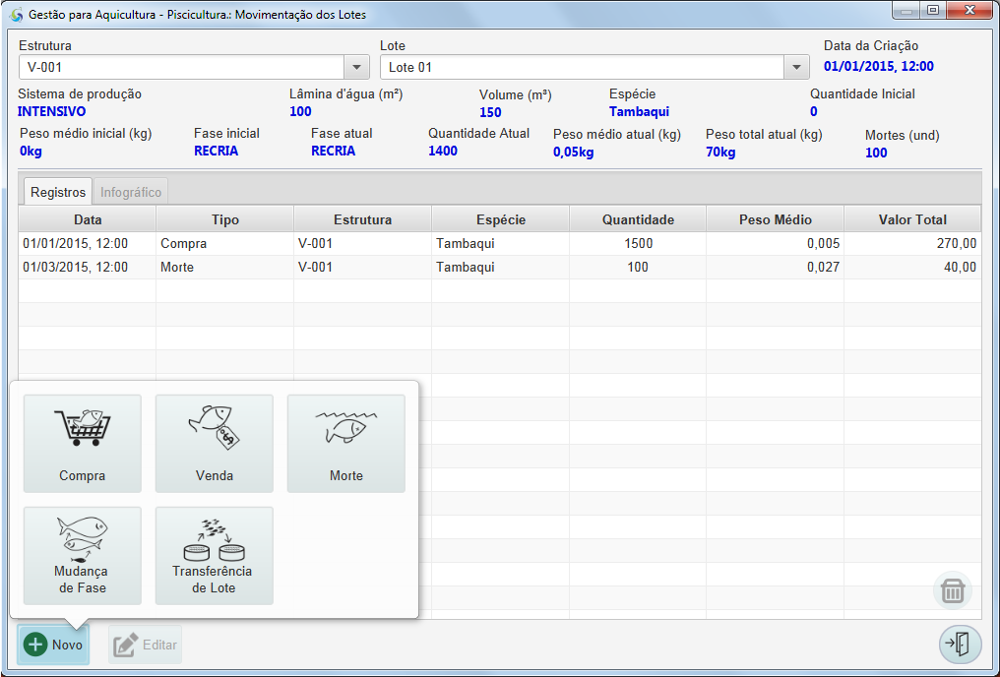 Gestão para Aquicultura - Piscicultura.: Movimentação dos Lotes
Estrutura Lote Data da Criação
V-001 Lote 01 01/01/2015, 12:00
Sistema de produção Lâmina d'água (m²) Volume (m³) Espécie Quantidade Inicial
INTENSIVO 100 150 Tambaqui 0
Peso médio inicial (kg) Fase inicial Fase atual Quantidade Atual Peso médio atual (kg) Peso total atual (kg) Mortes (und)
0kg RECRIA RECRIA 1400 0,05kg 70kg 100
Registros Infográfico
Data Tipo Estrutura Espécie Quantidade Peso Médio Valor Total
01/01/2015, 12:00 Compra V-001 Tambaqui 1500 0,005 270,00
01/03/2015, 12:00 Morte V-001 Tambaqui 100 0,027 40,00
Compra Venda Morte
Mudança de Fase
Transferência de Lote
Novo Editar